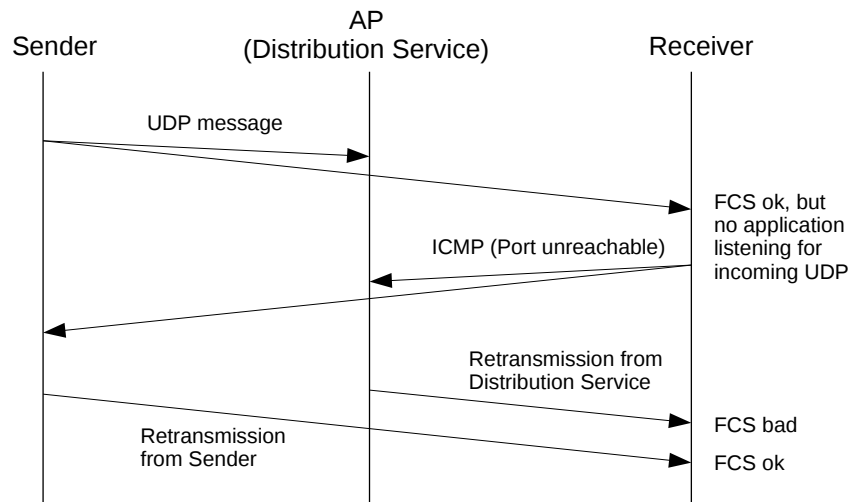 AP
Sender
(Distribution Service)
Receiver
UDP message
FCS ok, but
no application
listening for
incoming UDP
ICMP (Port unreachable)
Retransmission from
Distribution Service
FCS bad
Retransmission
from Sender
FCS ok